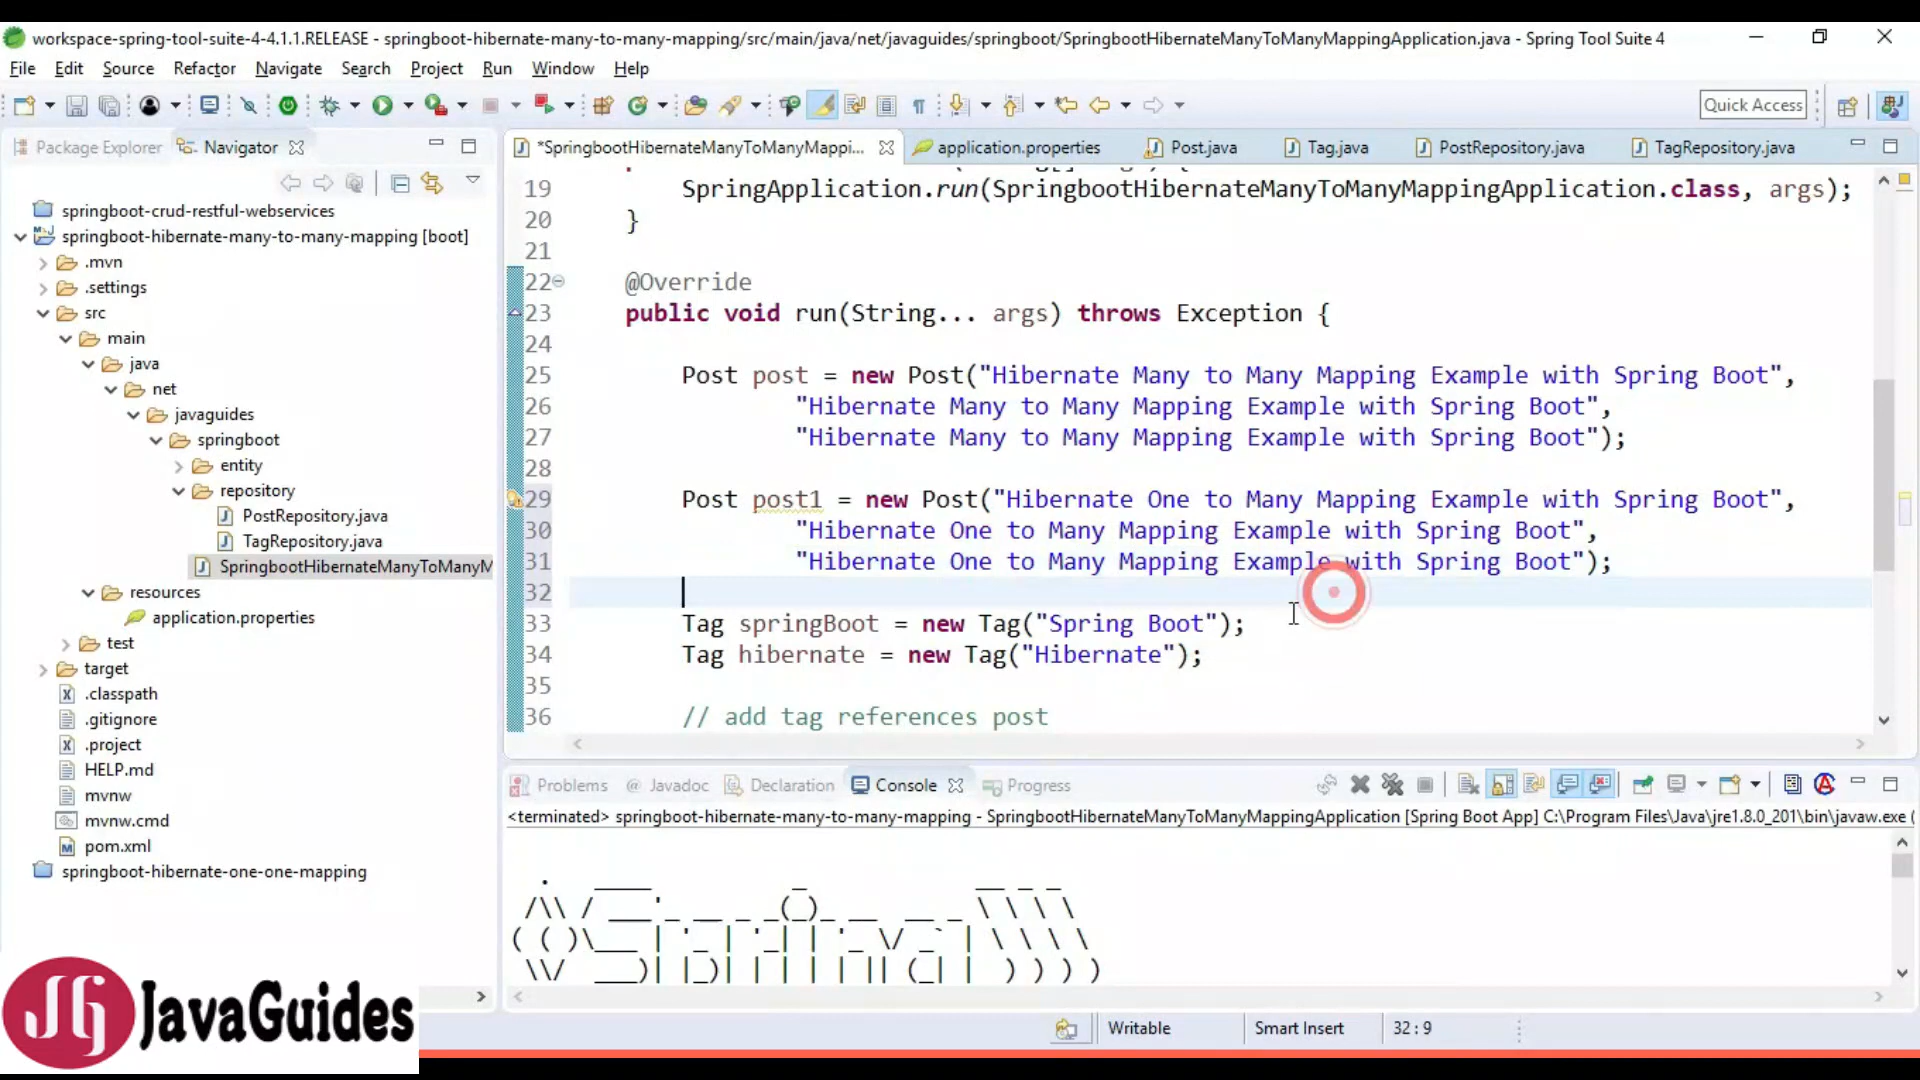 workspace-spring-tool-suite-4-4.1.1.RELEASE - springboot-hibernate-many-to-many-mapping/src/main/java/net/javaguides/springboot/SpringbootHibernateManyToManyMappingApplication.java - Spring Tool Suite 4
File Edit Source Refactor Navigate Search Project Run Window Help
Quick Access
Package Explorer Navigator
springboot-crud-restful-webservices
springboot-hibernate-many-to-many-mapping [boot]
.mvn
.settings
src
main
java
net
javaguides
springboot
entity
repository
PostRepository.java
TagRepository.java
SpringbootHibernateManyToManyM
resources
application.properties
test
target
.classpath
.gitignore
.project
HELP.md
mvnw
mvnw.cmd
pom.xml
springboot-hibernate-one-one-mapping
*SpringbootHibernateManyToManyMappi... application.properties Post.java Tag.java PostRepository.java TagRepository.java
19 SpringApplication.run(SpringbootHibernateManyToManyMappingApplication.class, args);
20 }
21
22 @Override
23 public void run(String... args) throws Exception {
24
25 Post post = new Post("Hibernate Many to Many Mapping Example with Spring Boot",
26 "Hibernate Many to Many Mapping Example with Spring Boot",
27 "Hibernate Many to Many Mapping Example with Spring Boot");
28
29 Post post1 = new Post("Hibernate One to Many Mapping Example with Spring Boot",
30 "Hibernate One to Many Mapping Example with Spring Boot",
31 "Hibernate One to Many Mapping Example with Spring Boot");
32
33 Tag springBoot = new Tag("Spring Boot");
34 Tag hibernate = new Tag("Hibernate");
35
36 // add tag references post
Problems @ Javadoc Declaration Console Progress
<terminated> springboot-hibernate-many-to-many-mapping - SpringbootHibernateManyToManyMappingApplication [Spring Boot App] C:\Program Files\Java\jre1.8.0_201\bin\javaw.exe (
Writable Smart Insert 32 : 9
JG JavaGuides